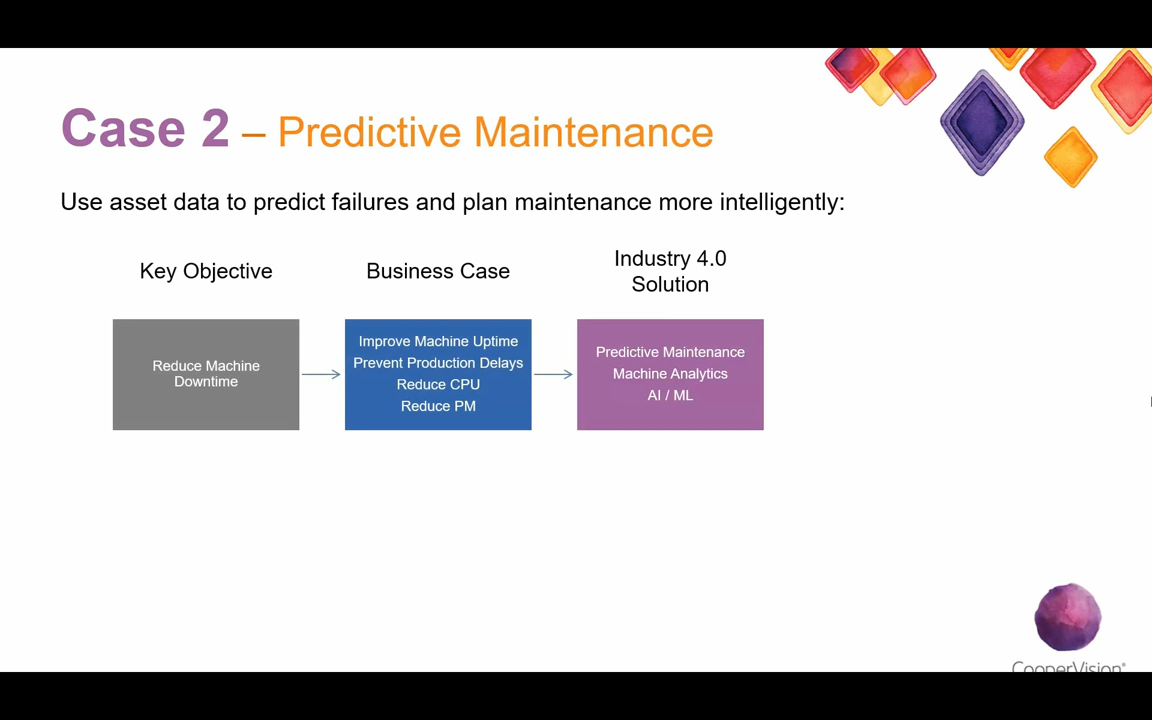 Case 2 – Predictive Maintenance
Use asset data to predict failures and plan maintenance more intelligently:
Key Objective
Business Case
Industry 4.0
Solution
Reduce Machine
Downtime
Improve Machine Uptime
Prevent Production Delays
Reduce CPU
Reduce PM
Predictive Maintenance
Machine Analytics
AI / ML
CooperVision®